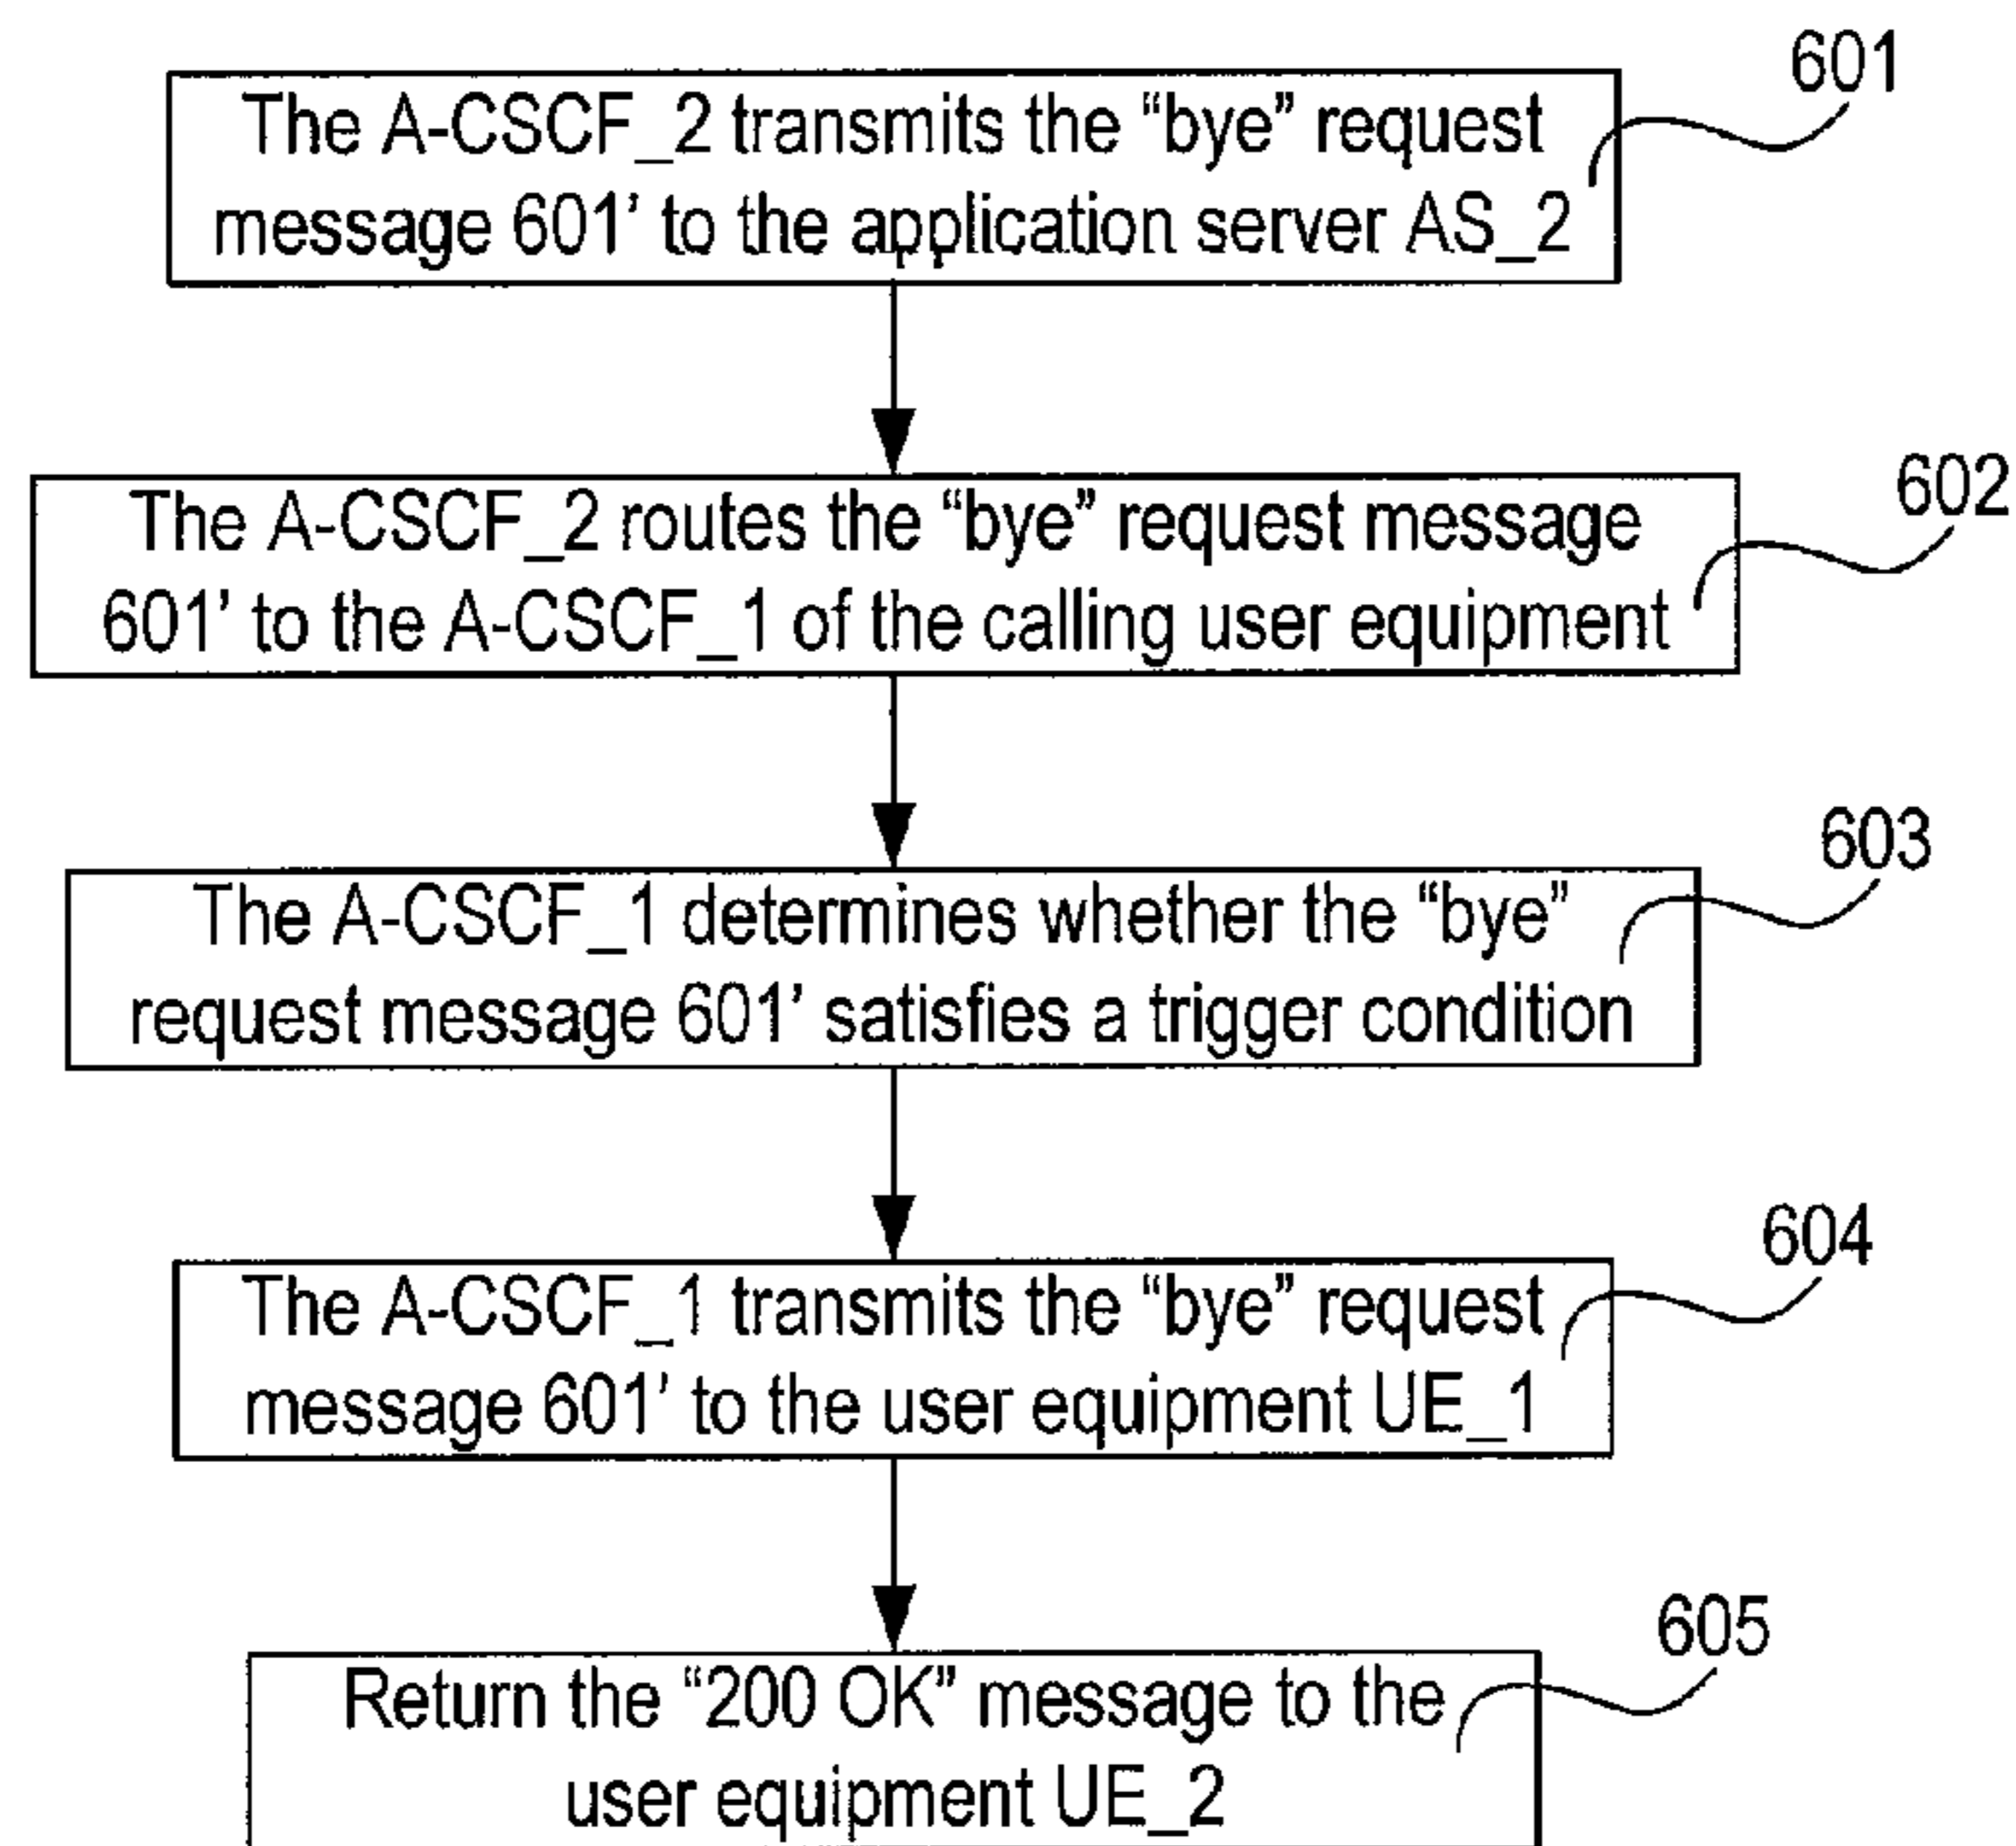 601
The A-CSCF_2 transmits the “bye” request
message 601’ to the application server AS_2
602
The A-CSCF_2 routes the “bye” request message
601’ to the A-CSCF_1 of the calling user equipment
603
The A-CSCF_1 determines whether the “bye”
request message 601’ satisfies a trigger condition
604
The A-CSCF_1 transmits the “bye” request
message 601’ to the user equipment UE_1
605
Return the “200 OK” message to the
user equipment UE_2